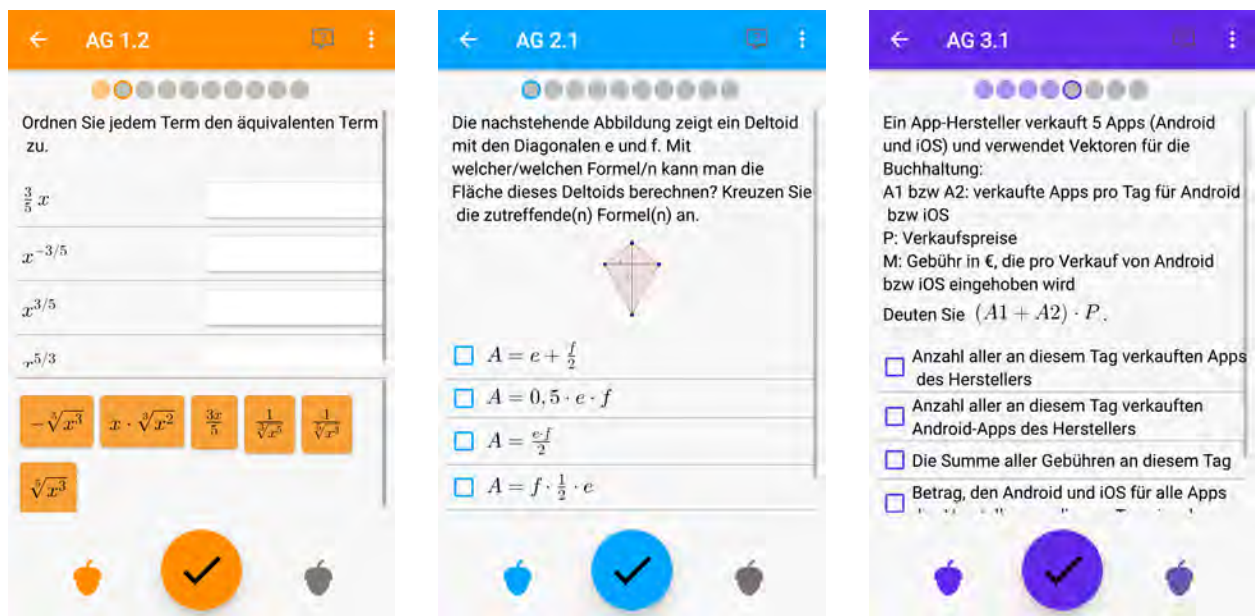 AG 1.2
Ordnen Sie jedem Term den äquivalenten Term
zu.
3/5 x
x^{-3/5}
x^{3/5}
x^{5/3}
-∛x³
x · ∛x²
3x/5
AG 2.1
Die nachstehende Abbildung zeigt ein Deltoid
mit den Diagonalen e und f. Mit
welcher/welchen Formel/n kann man die
Fläche dieses Deltoids berechnen? Kreuzen Sie
die zutreffende(n) Formel(n) an.
A = e + f/2
A = 0, 5 · e · f
A = e·f/2
A = f · 1/2 · e
AG 3.1
Ein App-Hersteller verkauft 5 Apps (Android
und iOS) und verwendet Vektoren für die
Buchhaltung:
A1 bzw A2: verkaufte Apps pro Tag für Android
bzw iOS
P: Verkaufspreise
M: Gebühr in €, die pro Verkauf von Android
bzw iOS eingehoben wird
Deuten Sie (A1 + A2) · P.
Anzahl aller an diesem Tag verkauften Apps
des Herstellers
Anzahl aller an diesem Tag verkauften
Android-Apps des Herstellers
Die Summe aller Gebühren an diesem Tag
Betrag, den Android und iOS für alle Apps